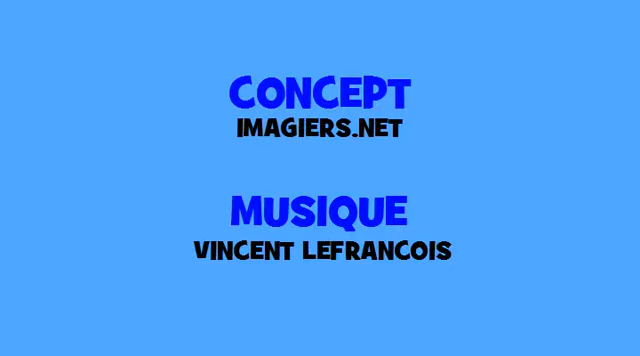 CONCEPT
IMAGIERS.NET
MUSIQUE
VINCENT LEFRANCOIS